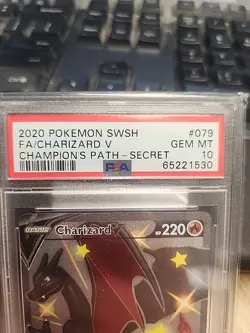 2020 POKEMON SWSH #079
FA/CHARIZARD V GEM MT
CHAMPION'S PATH-SECRET 10
PSA 65221530
Charizard HP 220